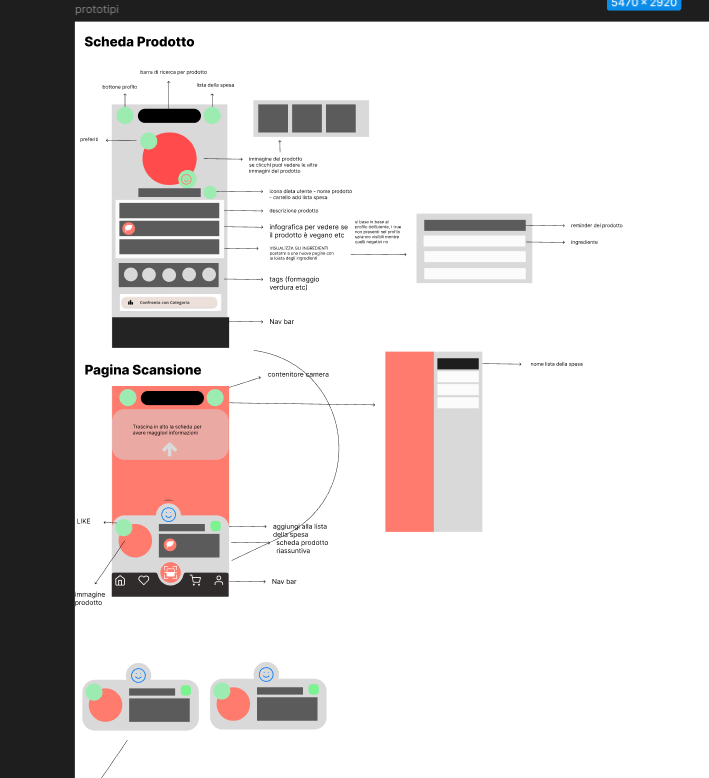 prototipi
5470 × 2920
Scheda Prodotto
barra di ricerca per prodotto
bottone profilo
lista della spesa
preferiti
immagine del prodotto
se clicchi puoi vedere le altre
immagini del prodotto
icona dieta utente - nome prodotto
- carrello add lista spesa
descrizione prodotto
infografica per vedere se
il prodotto è vegano etc
VISUALIZZA SU INGREDIENTI
portarmi a una nuova pagina con
la lista degli ingredienti
si base in base al
profilo dell'utente, i true
non presenti nel profilo
saranno visibili mentre
quelli negativi no
reminder del prodotto
ingrediente
tags (formaggio
verdura etc)
Confronta con Categoria
Nav bar
Pagina Scansione
contenitore camera
nome lista della spesa
Trascina in alto la scheda per
avere maggiori informazioni
LIKE
aggiungi alla lista
della spesa
scheda prodotto
riassuntiva
Nav bar
immagine
prodotto